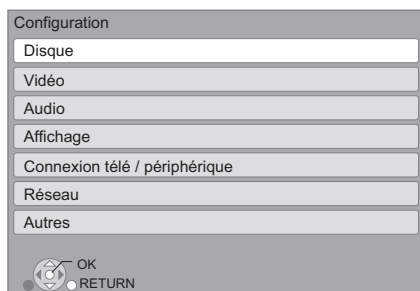 Configuration
Disque
Vidéo
Audio
Affichage
Connexion télé / périphérique
Réseau
Autres
OK
RETURN